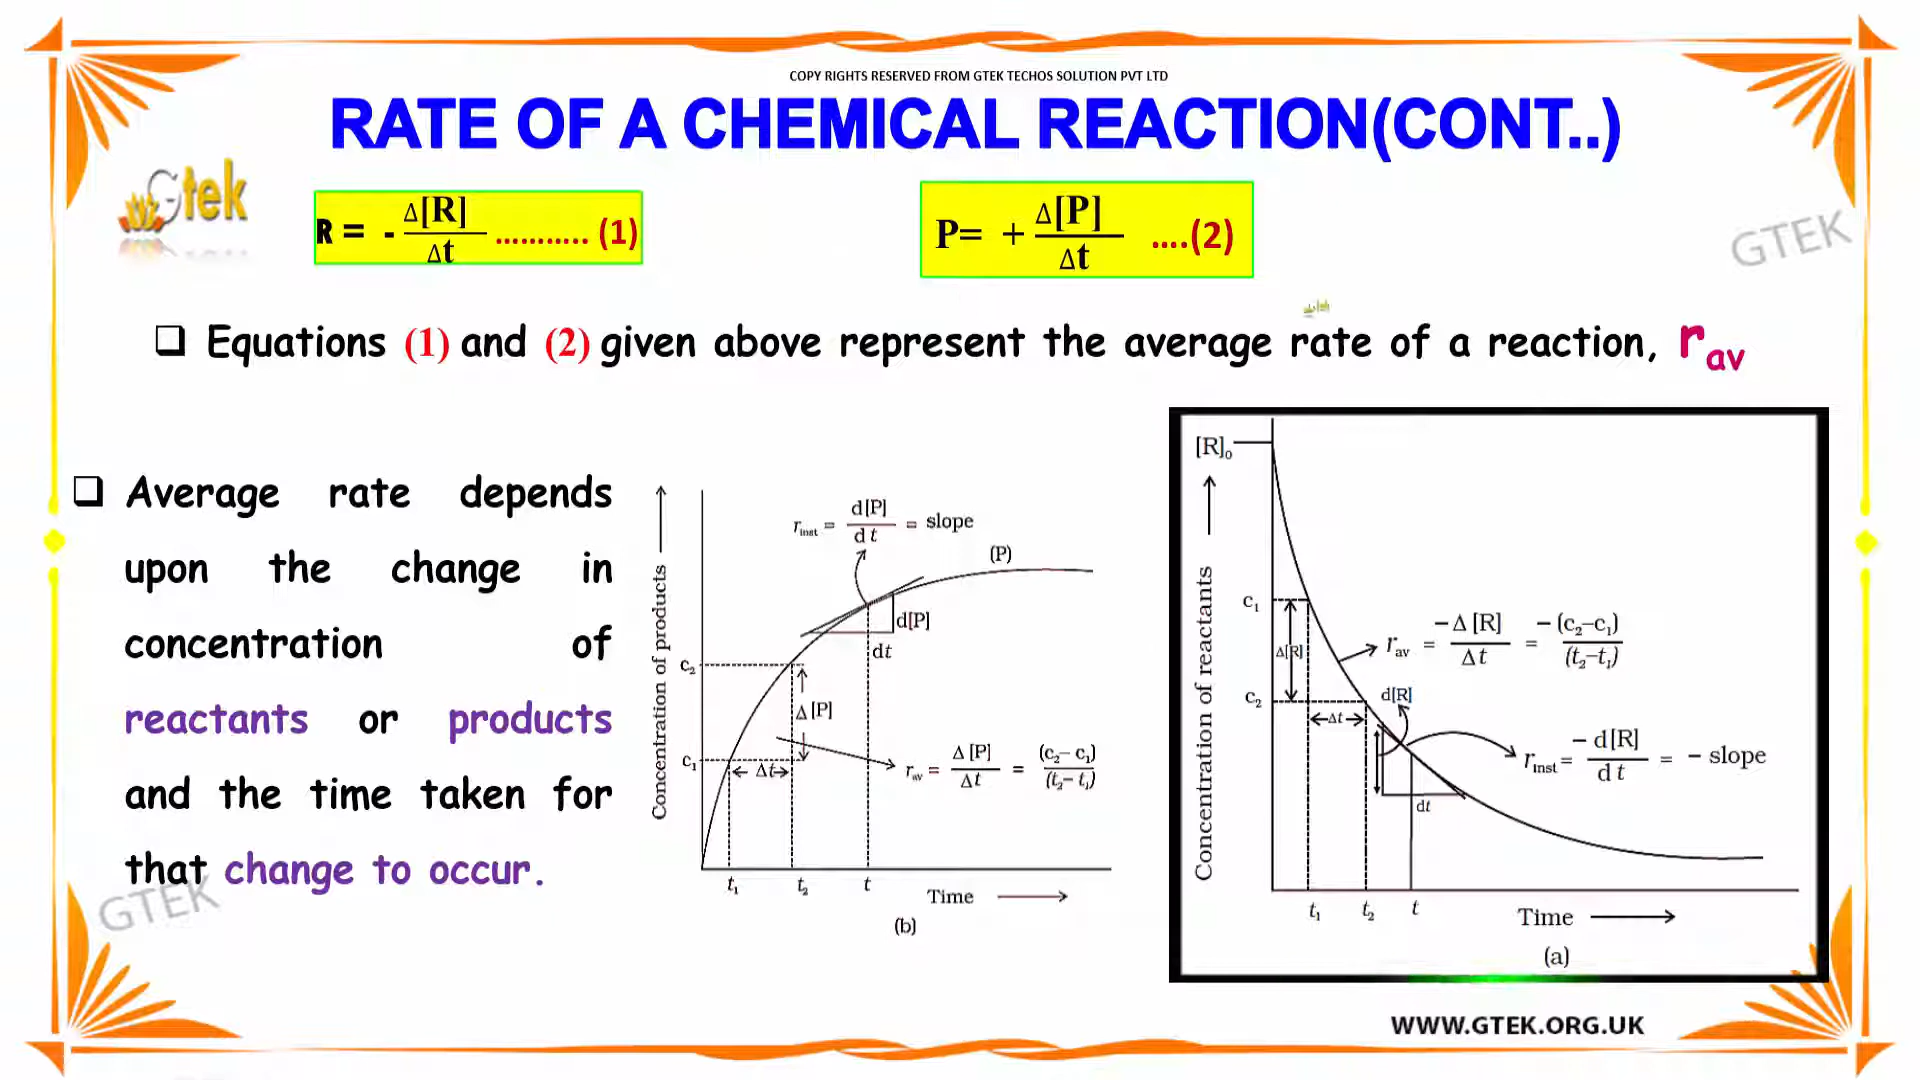 COPY RIGHTS RESERVED FROM GTEK TECHOS SOLUTION PVT LTD
RATE OF A CHEMICAL REACTION(CONT..)
Gtek
R = - Δ[R]/Δt ........... (1)
P= + Δ[P]/Δt ....(2)
GTEK
❑ Equations (1) and (2) given above represent the average rate of a reaction, r_av
❑ Average rate depends
upon the change in
concentration of
reactants or products
and the time taken for
that change to occur.
GTEK
Concentration of products
r_inst = d[P]/dt = slope
(P)
d[P]
dt
c₂
Δ[P]
c₁
Δt
r_av = Δ[P]/Δt = (c₂– c₁)/(t₂– t₁)
t₁ t₂ t
Time
(b)
[R]₀
Concentration of reactants
c₁
Δ[R]
r_av = –Δ[R]/Δt = –(c₂–c₁)/(t₂–t₁)
c₂
d[R]
Δt
r_inst = –d[R]/dt = – slope
dt
t₁ t₂ t
Time
(a)
WWW.GTEK.ORG.UK